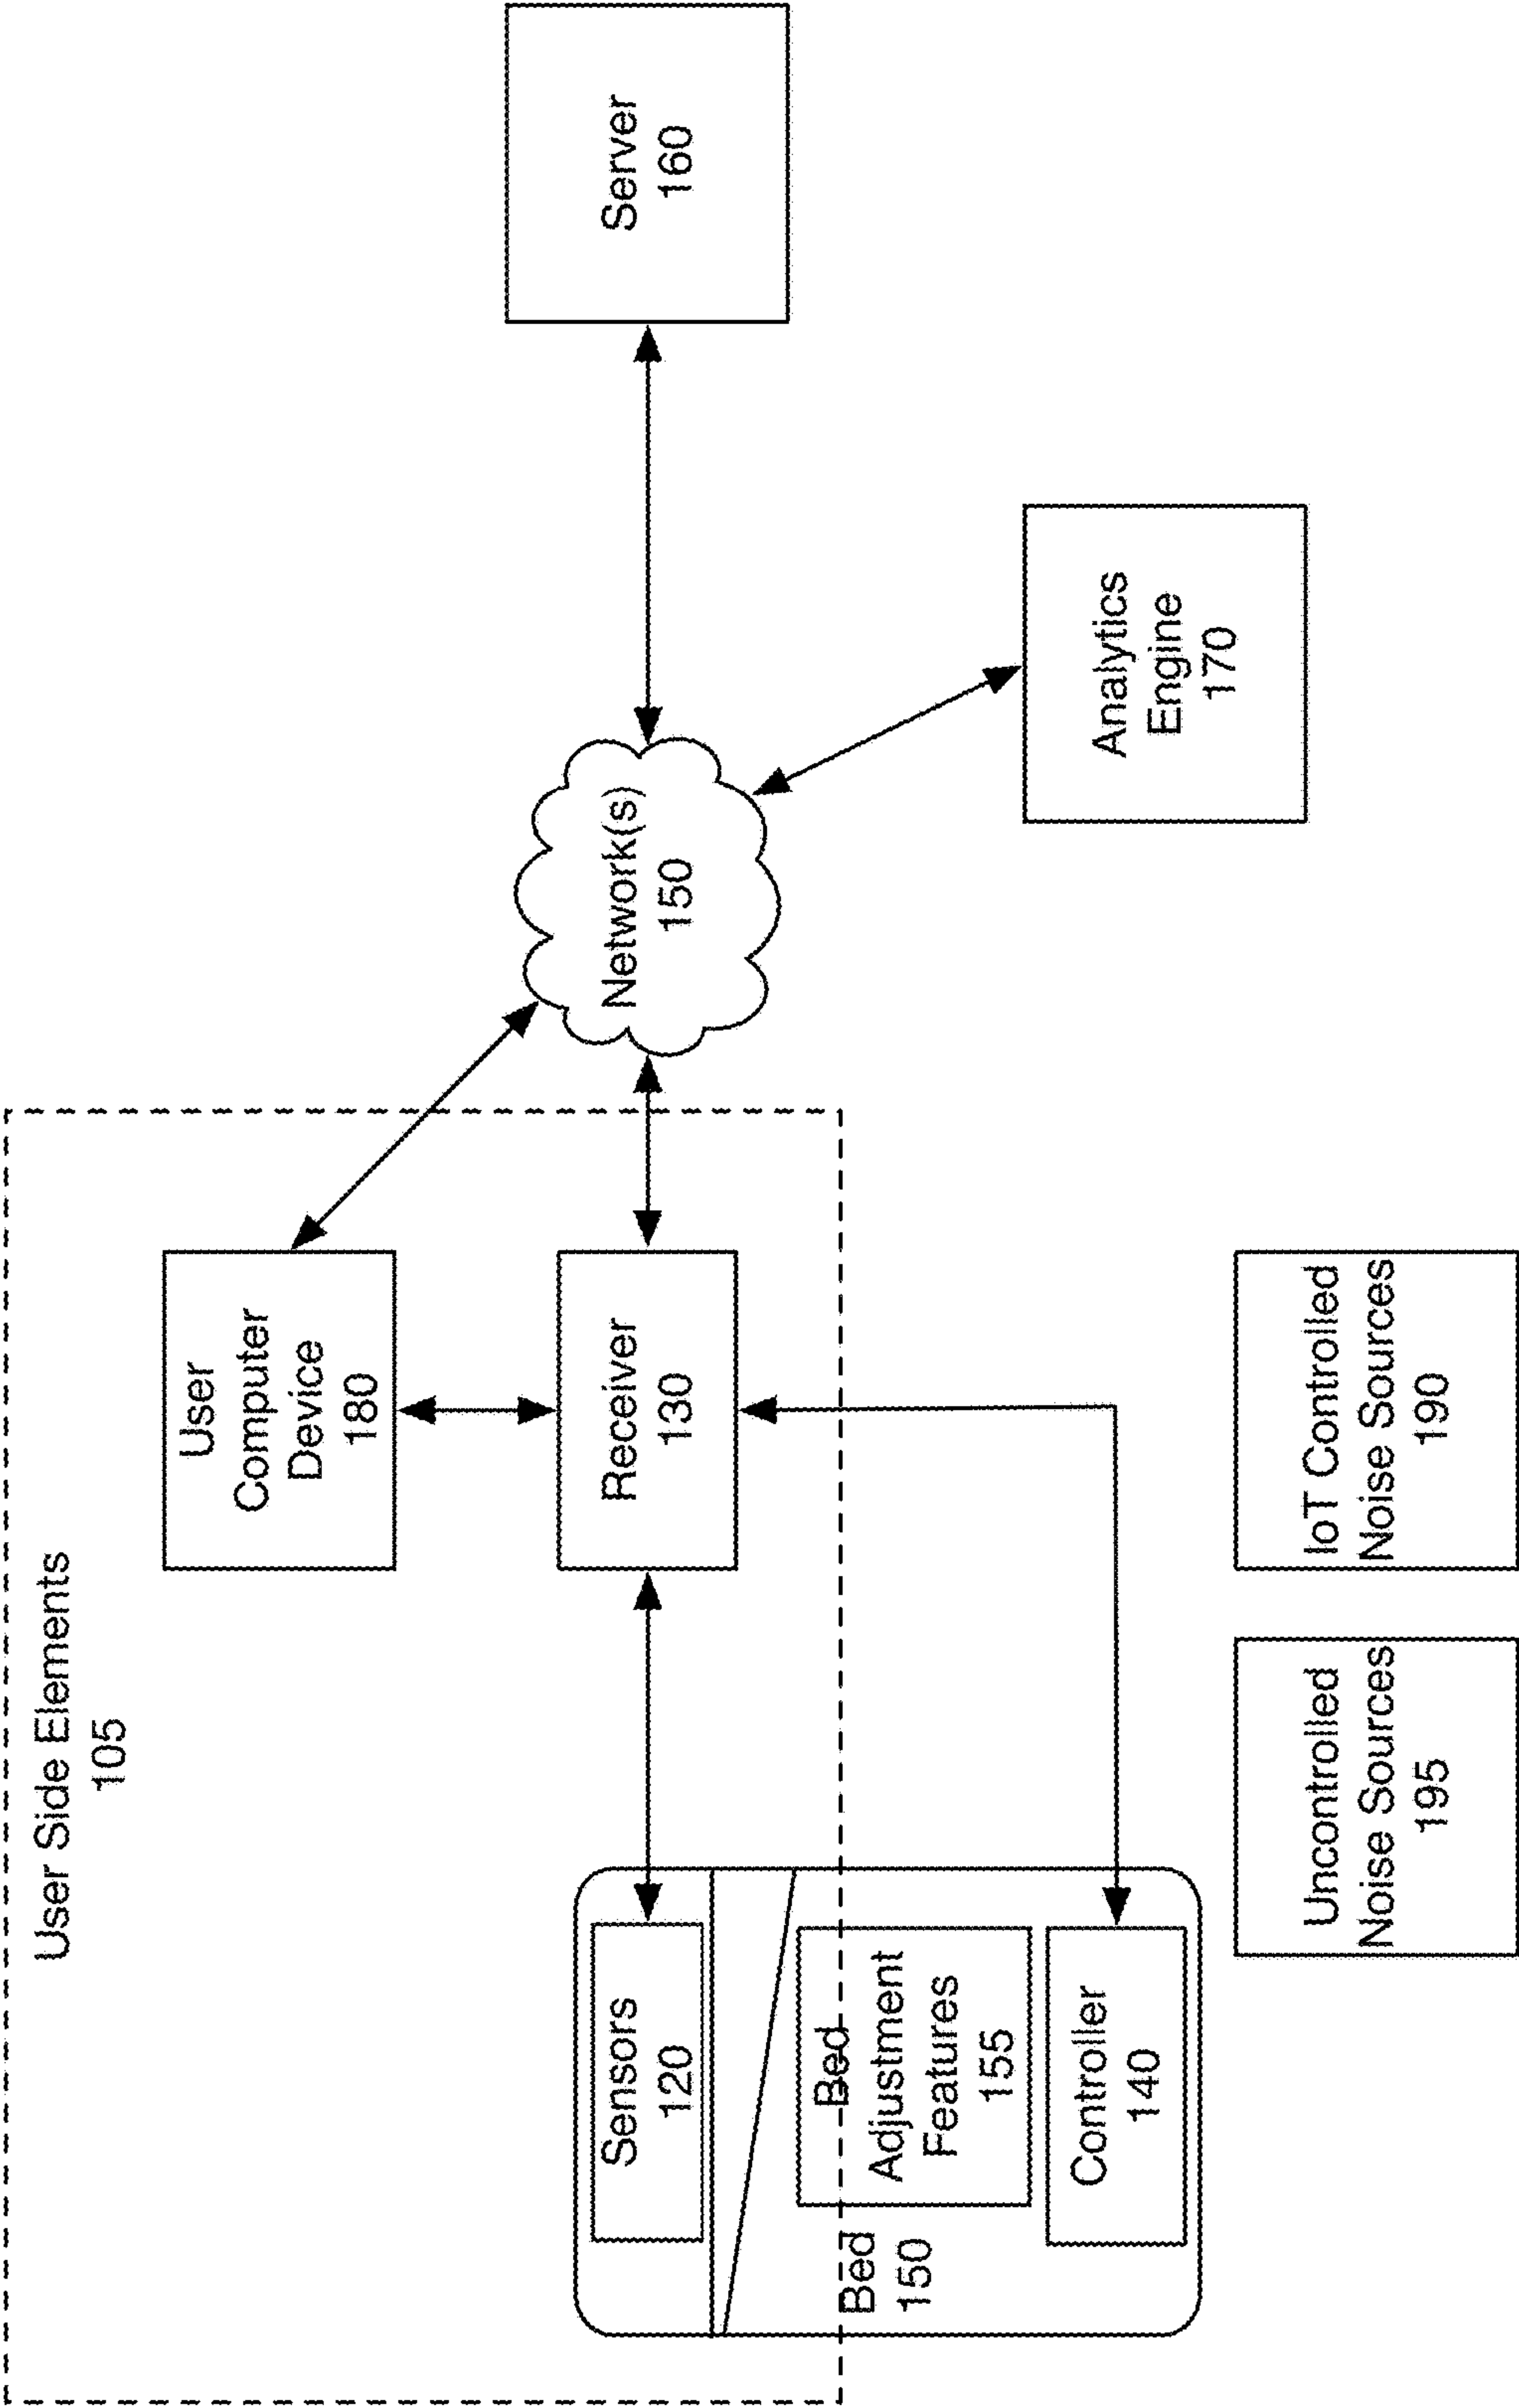 User Side Elements
105
User
Computer
Device
180
Server
160
Sensors
120
Receiver
130
Network(s)
150
Bed
Adjustment
Features
155
Bed
150
Controller
140
Analytics
Engine
170
Uncontrolled
Noise Sources
195
IoT Controlled
Noise Sources
190